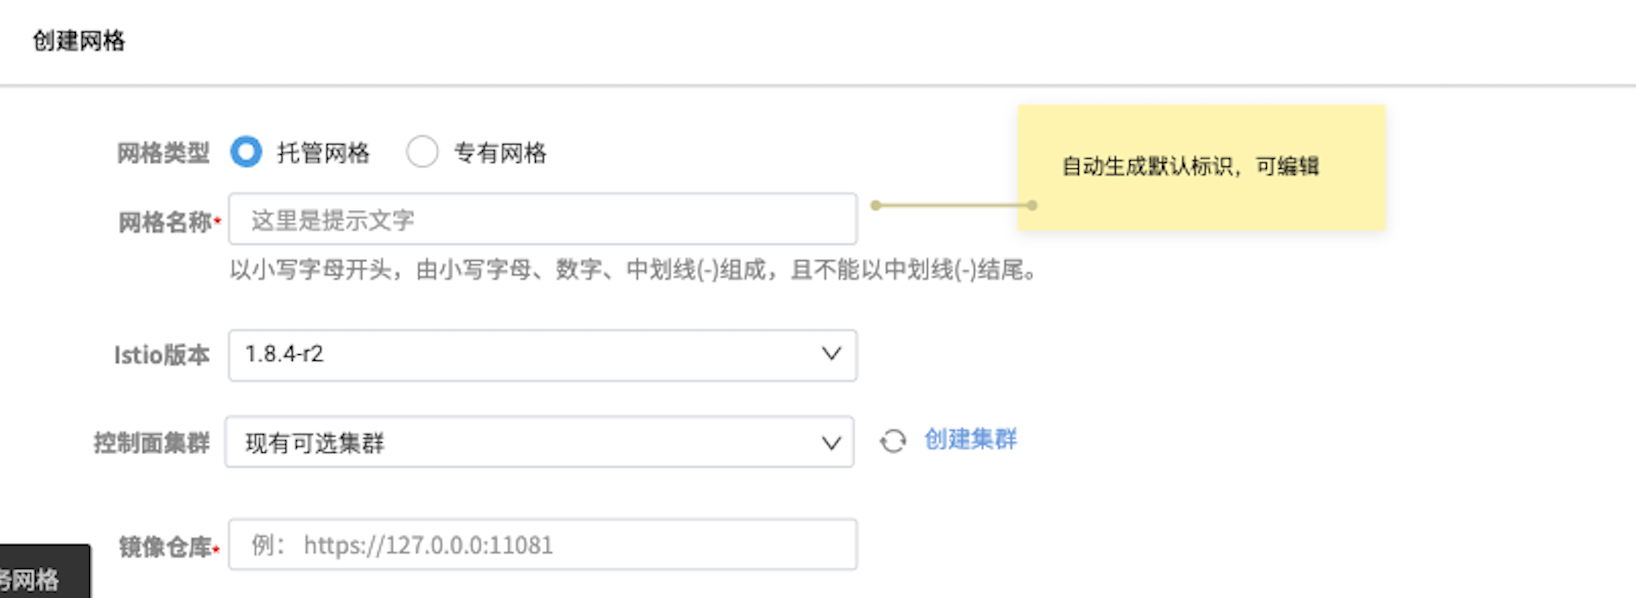 创建网格
网格类型 托管网格 专有网格
自动生成默认标识，可编辑
网格名称* 这里是提示文字
以小写字母开头，由小写字母、数字、中划线(-)组成，且不能以中划线(-)结尾。
Istio版本 1.8.4-r2
控制面集群 现有可选集群 创建集群
镜像仓库* 例： https://127.0.0.0:11081
务网格